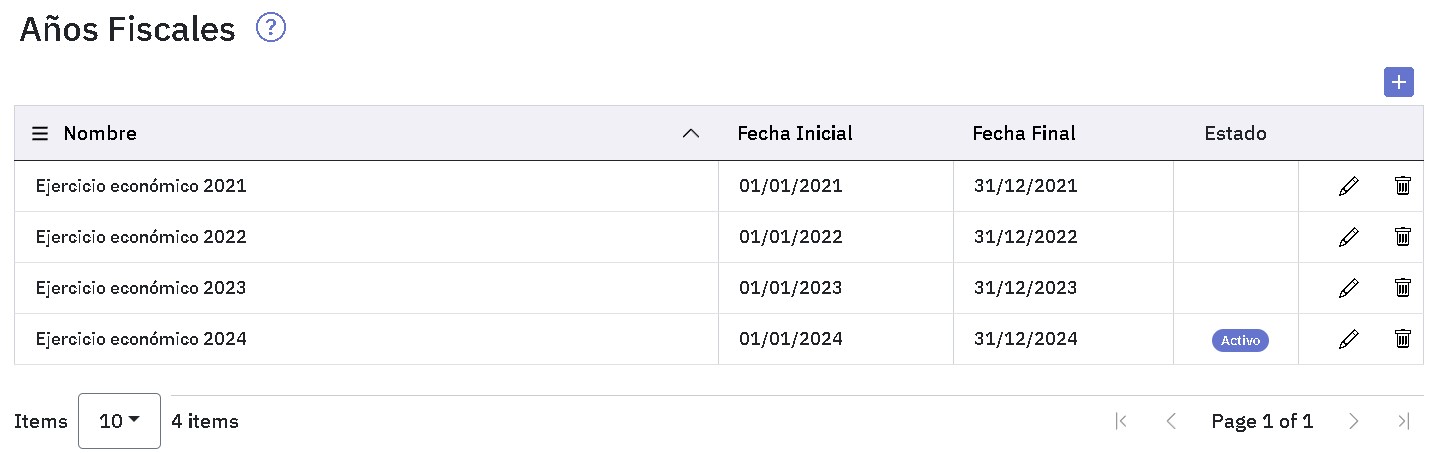 Años Fiscales ?
Nombre Fecha Inicial Fecha Final Estado
Ejercicio económico 2021 01/01/2021 31/12/2021
Ejercicio económico 2022 01/01/2022 31/12/2022
Ejercicio económico 2023 01/01/2023 31/12/2023
Ejercicio económico 2024 01/01/2024 31/12/2024 Activo
Items 10 4 items Page 1 of 1